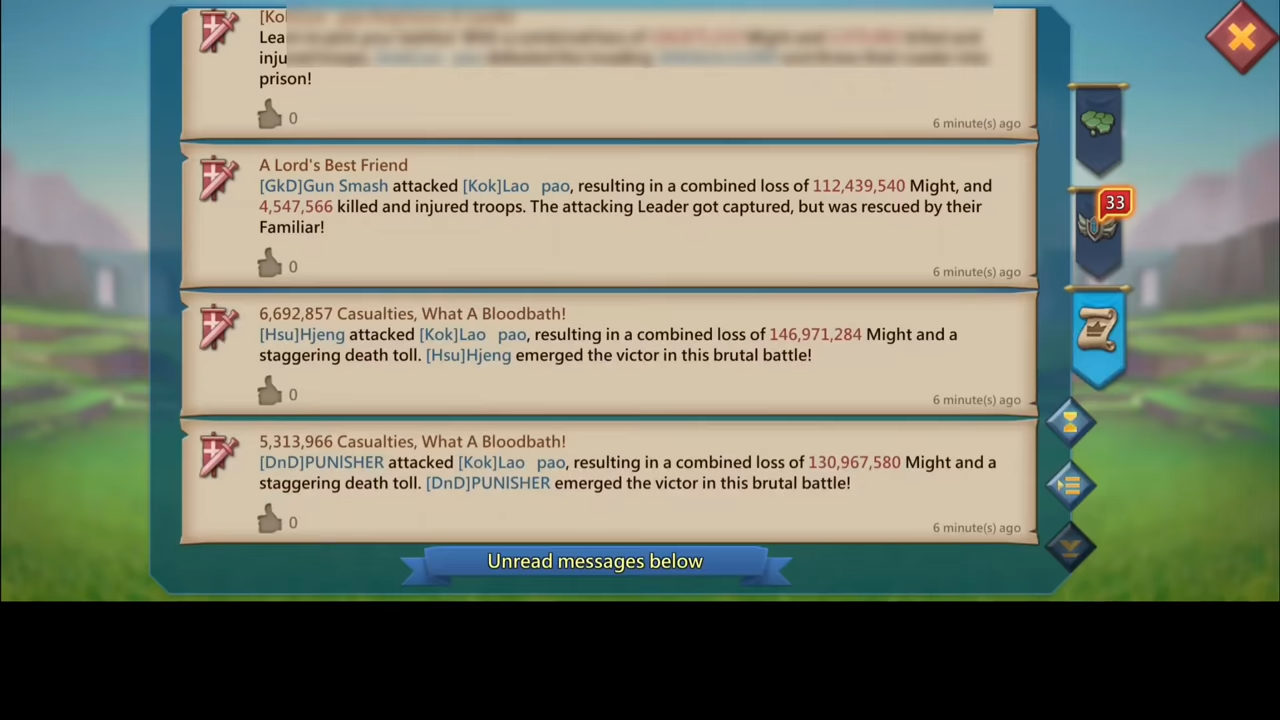 [Ko
Lea
inju
prison!
0
6 minute(s) ago
A Lord's Best Friend
[GkD]Gun Smash attacked [Kok]Lao pao, resulting in a combined loss of 112,439,540 Might, and
4,547,566 killed and injured troops. The attacking Leader got captured, but was rescued by their
Familiar!
0
6 minute(s) ago
33
6,692,857 Casualties, What A Bloodbath!
[Hsu]Hjeng attacked [Kok]Lao pao, resulting in a combined loss of 146,971,284 Might and a
staggering death toll. [Hsu]Hjeng emerged the victor in this brutal battle!
0
6 minute(s) ago
5,313,966 Casualties, What A Bloodbath!
[DnD]PUNlSHER attacked [Kok]Lao pao, resulting in a combined loss of 130,967,580 Might and a
staggering death toll. [DnD]PUNlSHER emerged the victor in this brutal battle!
0
6 minute(s) ago
Unread messages below